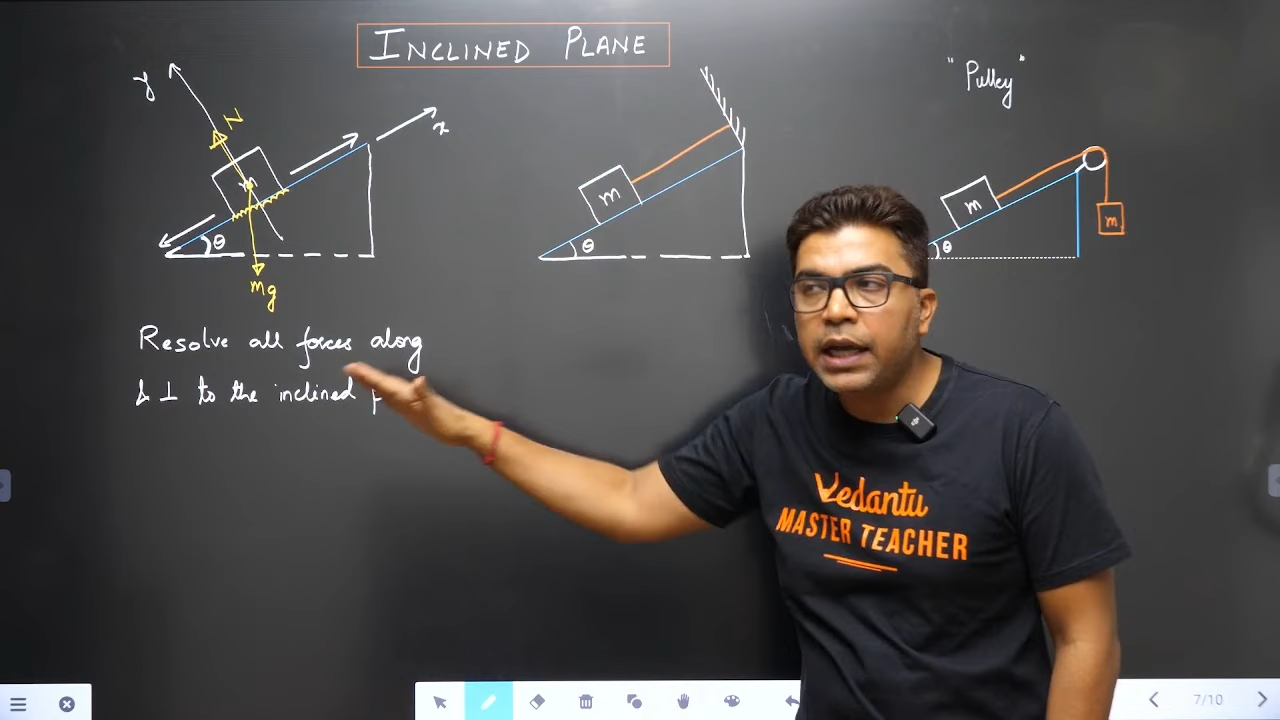 INCLINED PLANE
"Pulley"
y
N
x
m
θ
mg
m
θ
m
m
θ
Resolve all forces along
& ⊥ to the inclined
Vedantu
MASTER TEACHER
7/10